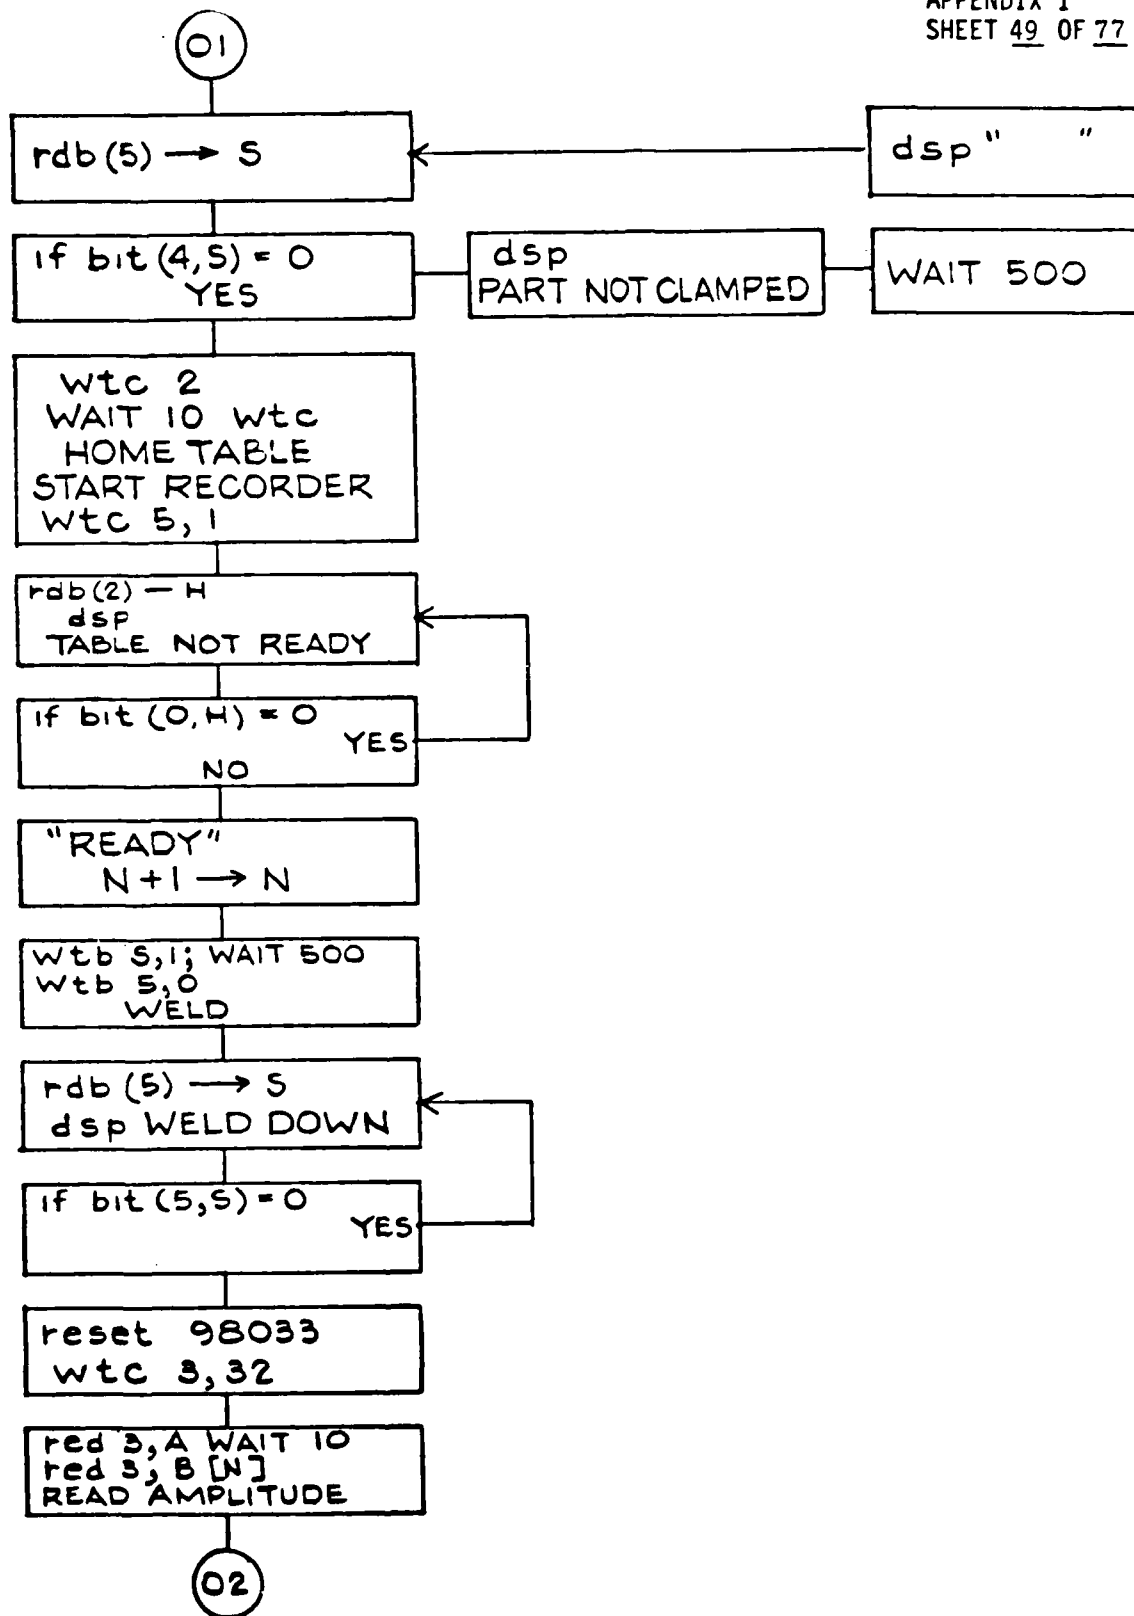 APPENDIX I
SHEET 49 OF 77
01
rdb (5) → S
dsp "    "
if bit (4,S) = 0
YES
dsp
PART NOT CLAMPED
WAIT 500
wtc 2
WAIT 10 wtc
HOME TABLE
START RECORDER
wtc 5, 1
rdb (2) — H
dsp
TABLE NOT READY
if bit (0,H) = 0
YES
NO
"READY"
N + 1 → N
wtb 5,1; WAIT 500
wtb 5,0
WELD
rdb (5) → S
dsp WELD DOWN
if bit (5,S) = 0
YES
reset 98033
wtc 3, 32
red 3, A WAIT 10
red 3, B [N]
READ AMPLITUDE
02